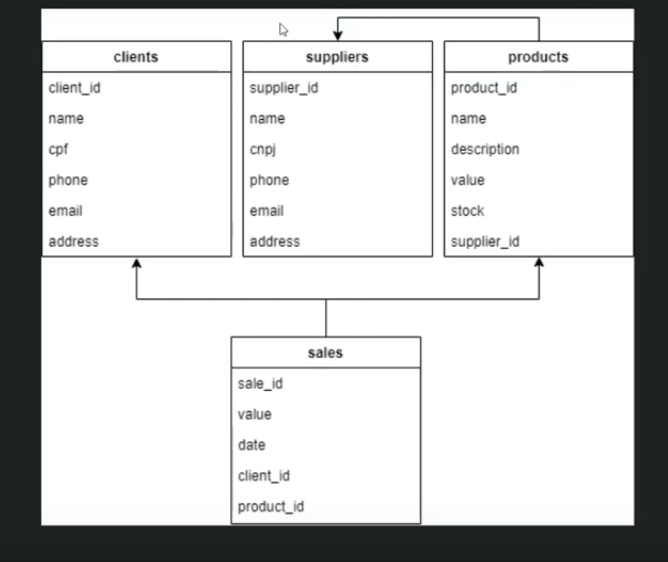 clients
client_id
name
cpf
phone
email
address
suppliers
supplier_id
name
cnpj
phone
email
address
products
product_id
name
description
value
stock
supplier_id
sales
sale_id
value
date
client_id
product_id